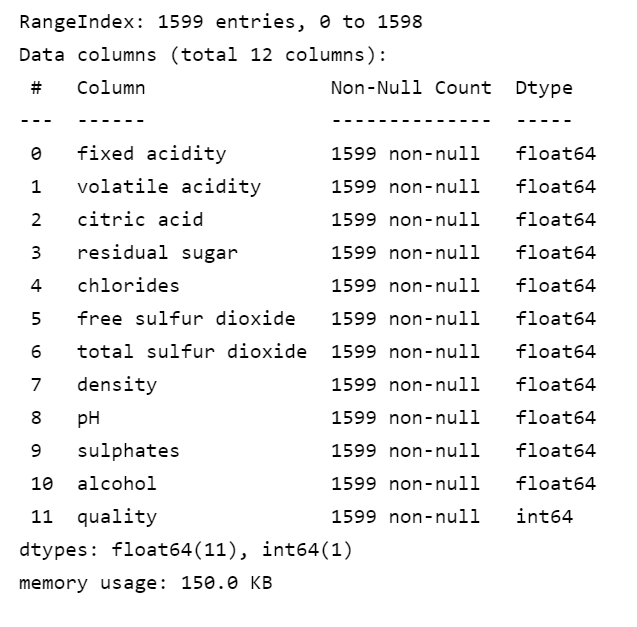 RangeIndex: 1599 entries, 0 to 1598
Data columns (total 12 columns):
 #   Column                Non-Null Count  Dtype
---  ------                --------------  -----
 0   fixed acidity         1599 non-null   float64
 1   volatile acidity      1599 non-null   float64
 2   citric acid           1599 non-null   float64
 3   residual sugar        1599 non-null   float64
 4   chlorides             1599 non-null   float64
 5   free sulfur dioxide   1599 non-null   float64
 6   total sulfur dioxide  1599 non-null   float64
 7   density               1599 non-null   float64
 8   pH                    1599 non-null   float64
 9   sulphates             1599 non-null   float64
 10  alcohol               1599 non-null   float64
 11  quality               1599 non-null   int64
dtypes: float64(11), int64(1)
memory usage: 150.0 KB